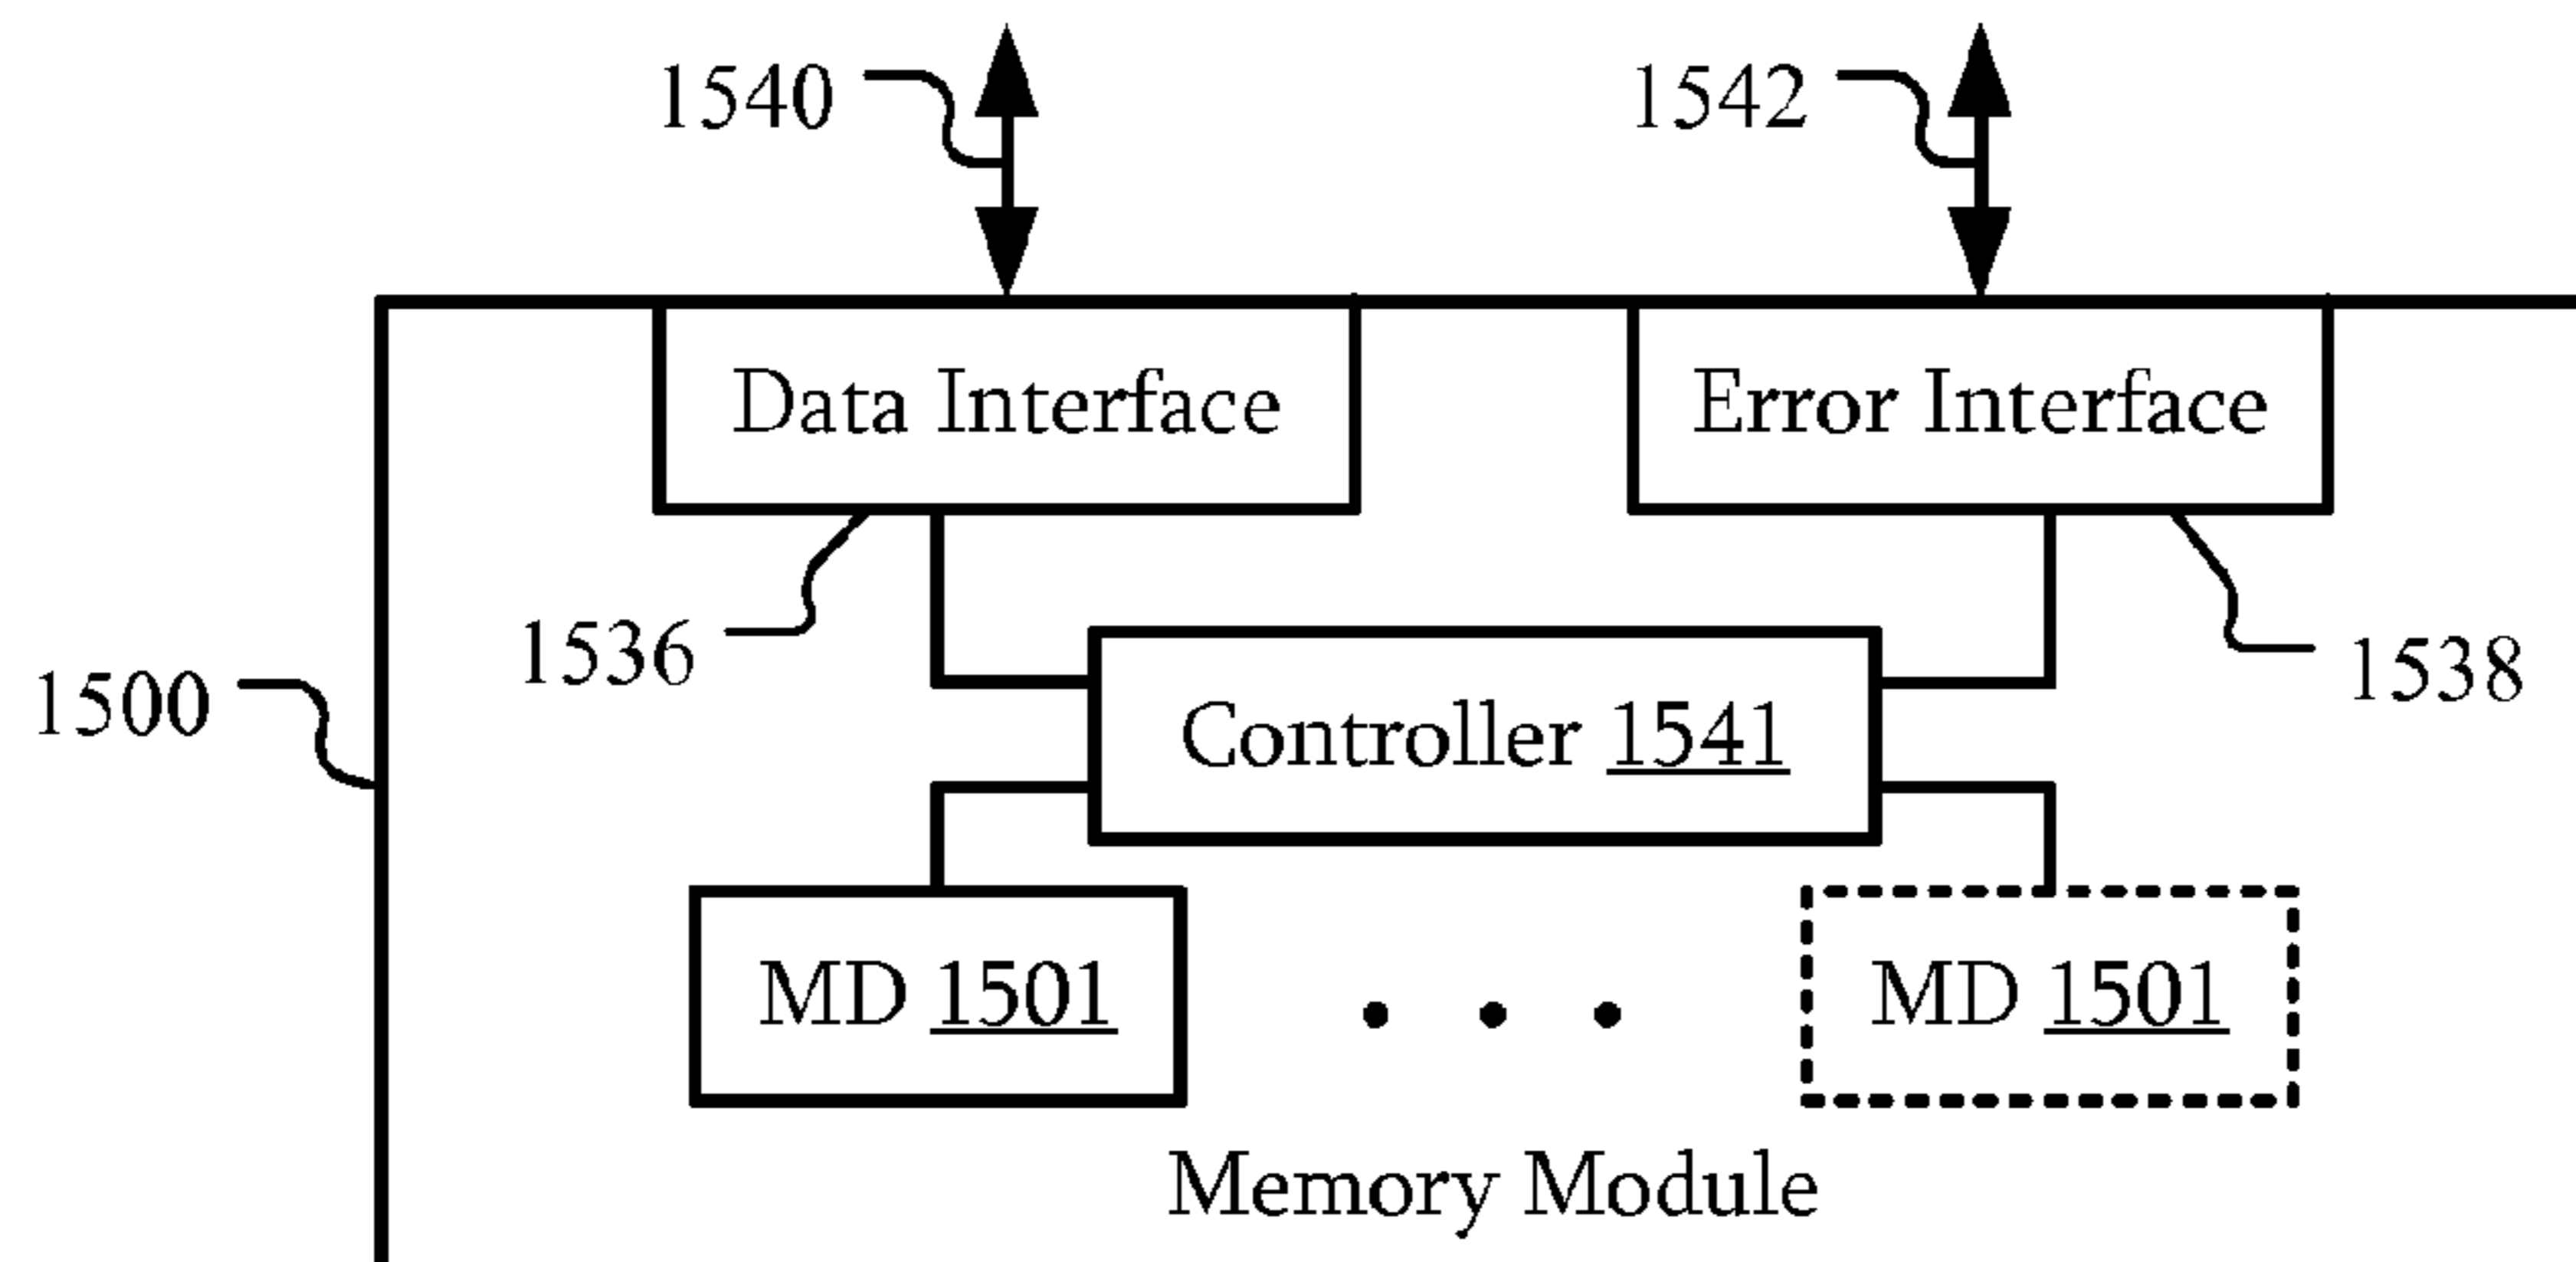 1540
1542
Data Interface
Error Interface
1536
1538
1500
Controller 1541
MD 1501
MD 1501
Memory Module